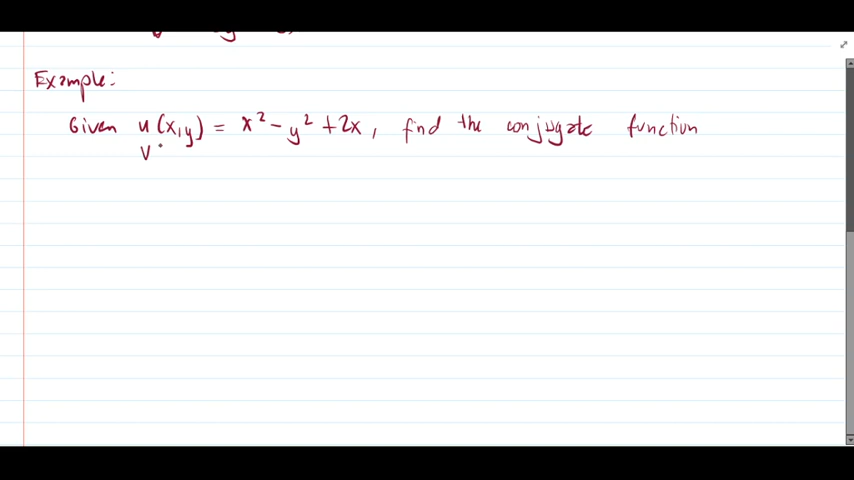 Example:
Given u(x,y) = x² - y² + 2x, find the conjugate function
v